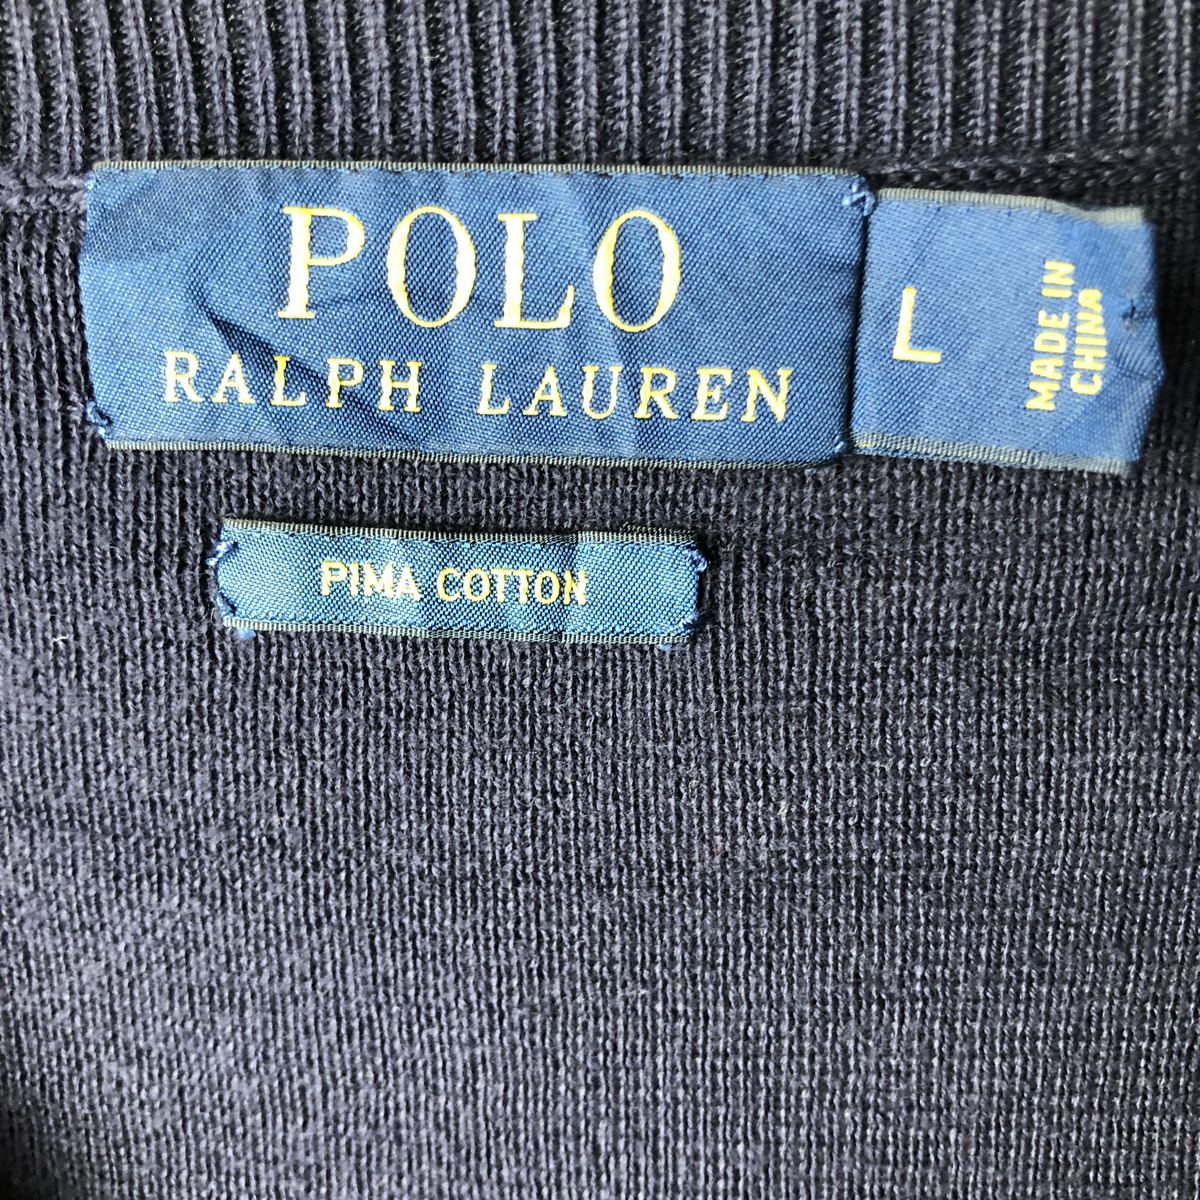 POLO
RALPH LAUREN
L
MADE IN
CHINA
PIMA COTTON